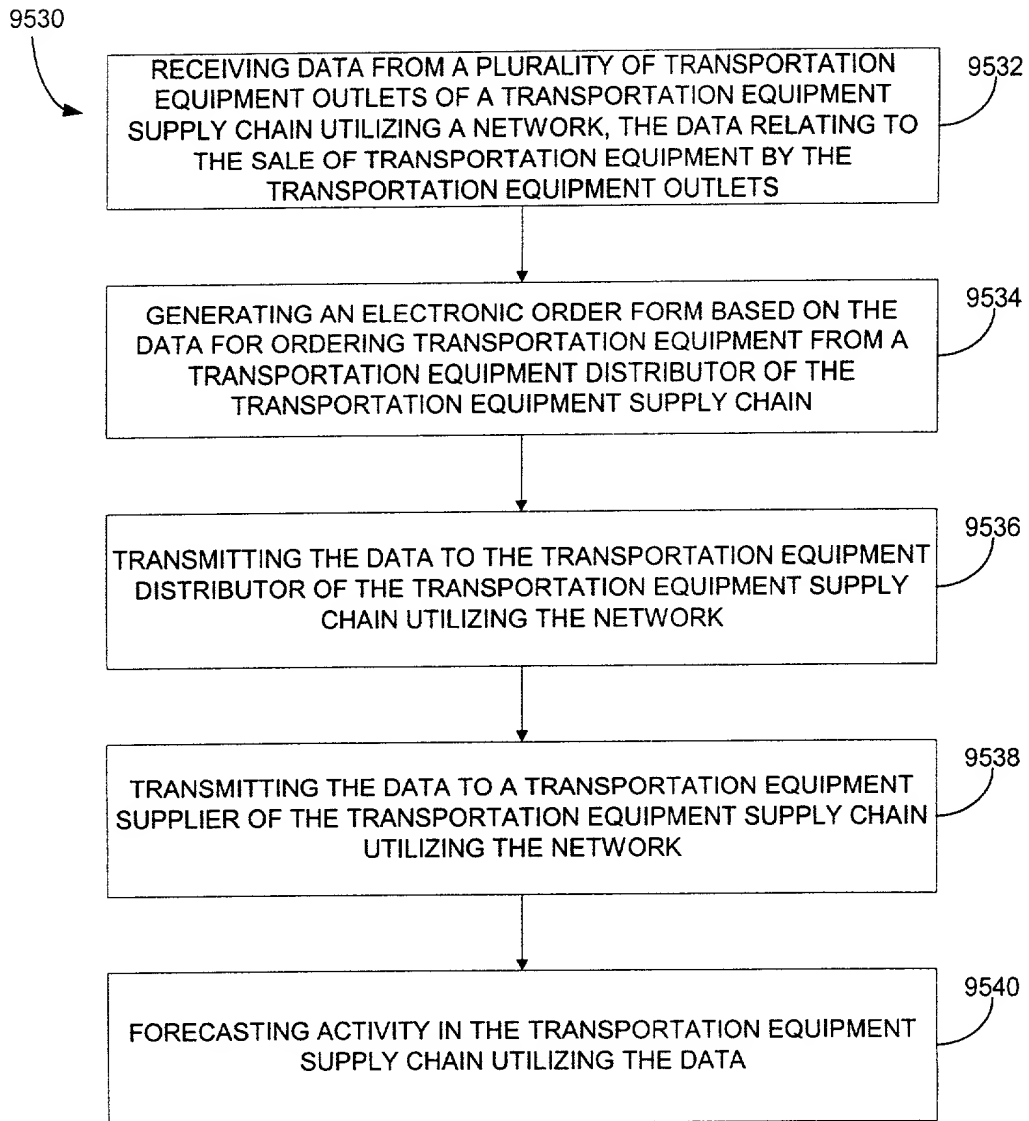 9530
RECEIVING DATA FROM A PLURALITY OF TRANSPORTATION
EQUIPMENT OUTLETS OF A TRANSPORTATION EQUIPMENT
SUPPLY CHAIN UTILIZING A NETWORK, THE DATA RELATING TO
THE SALE OF TRANSPORTATION EQUIPMENT BY THE
TRANSPORTATION EQUIPMENT OUTLETS
9532
GENERATING AN ELECTRONIC ORDER FORM BASED ON THE
DATA FOR ORDERING TRANSPORTATION EQUIPMENT FROM A
TRANSPORTATION EQUIPMENT DISTRIBUTOR OF THE
TRANSPORTATION EQUIPMENT SUPPLY CHAIN
9534
TRANSMITTING THE DATA TO THE TRANSPORTATION EQUIPMENT
DISTRIBUTOR OF THE TRANSPORTATION EQUIPMENT SUPPLY
CHAIN UTILIZING THE NETWORK
9536
TRANSMITTING THE DATA TO A TRANSPORTATION EQUIPMENT
SUPPLIER OF THE TRANSPORTATION EQUIPMENT SUPPLY CHAIN
UTILIZING THE NETWORK
9538
FORECASTING ACTIVITY IN THE TRANSPORTATION EQUIPMENT
SUPPLY CHAIN UTILIZING THE DATA
9540